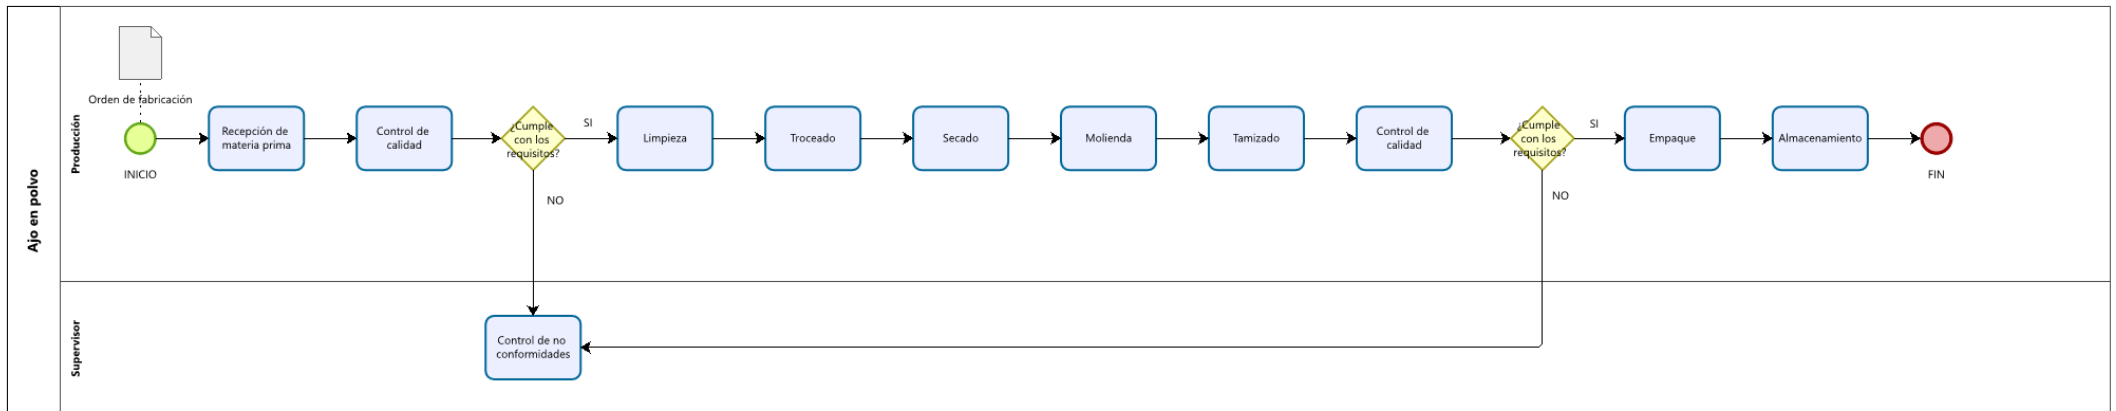 Ajo en polvo
Producción
Orden de fabricación
INICIO
Recepción de
materia prima
Control de
calidad
¿Cumple
con los
requisitos?
SI
NO
Limpieza
Troceado
Secado
Molienda
Tamizado
Control de
calidad
¿Cumple
con los
requisitos?
SI
NO
Empaque
Almacenamiento
FIN
Supervisor
Control de no
conformidades